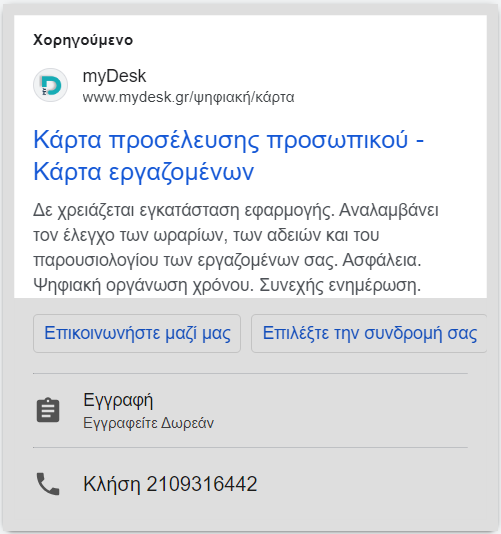 Χορηγούμενο
myDesk
www.mydesk.gr/ψηφιακή/κάρτα
Κάρτα προσέλευσης προσωπικού -
Κάρτα εργαζομένων
Δε χρειάζεται εγκατάσταση εφαρμογής. Αναλαμβάνει
τον έλεγχο των ωραρίων, των αδειών και του
παρουσιολογίου των εργαζομένων σας. Ασφάλεια.
Ψηφιακή οργάνωση χρόνου. Συνεχής ενημέρωση.
Επικοινωνήστε μαζί μας
Επιλέξτε την συνδρομή σας
Εγγραφή
Εγγραφείτε Δωρεάν
Κλήση 2109316442